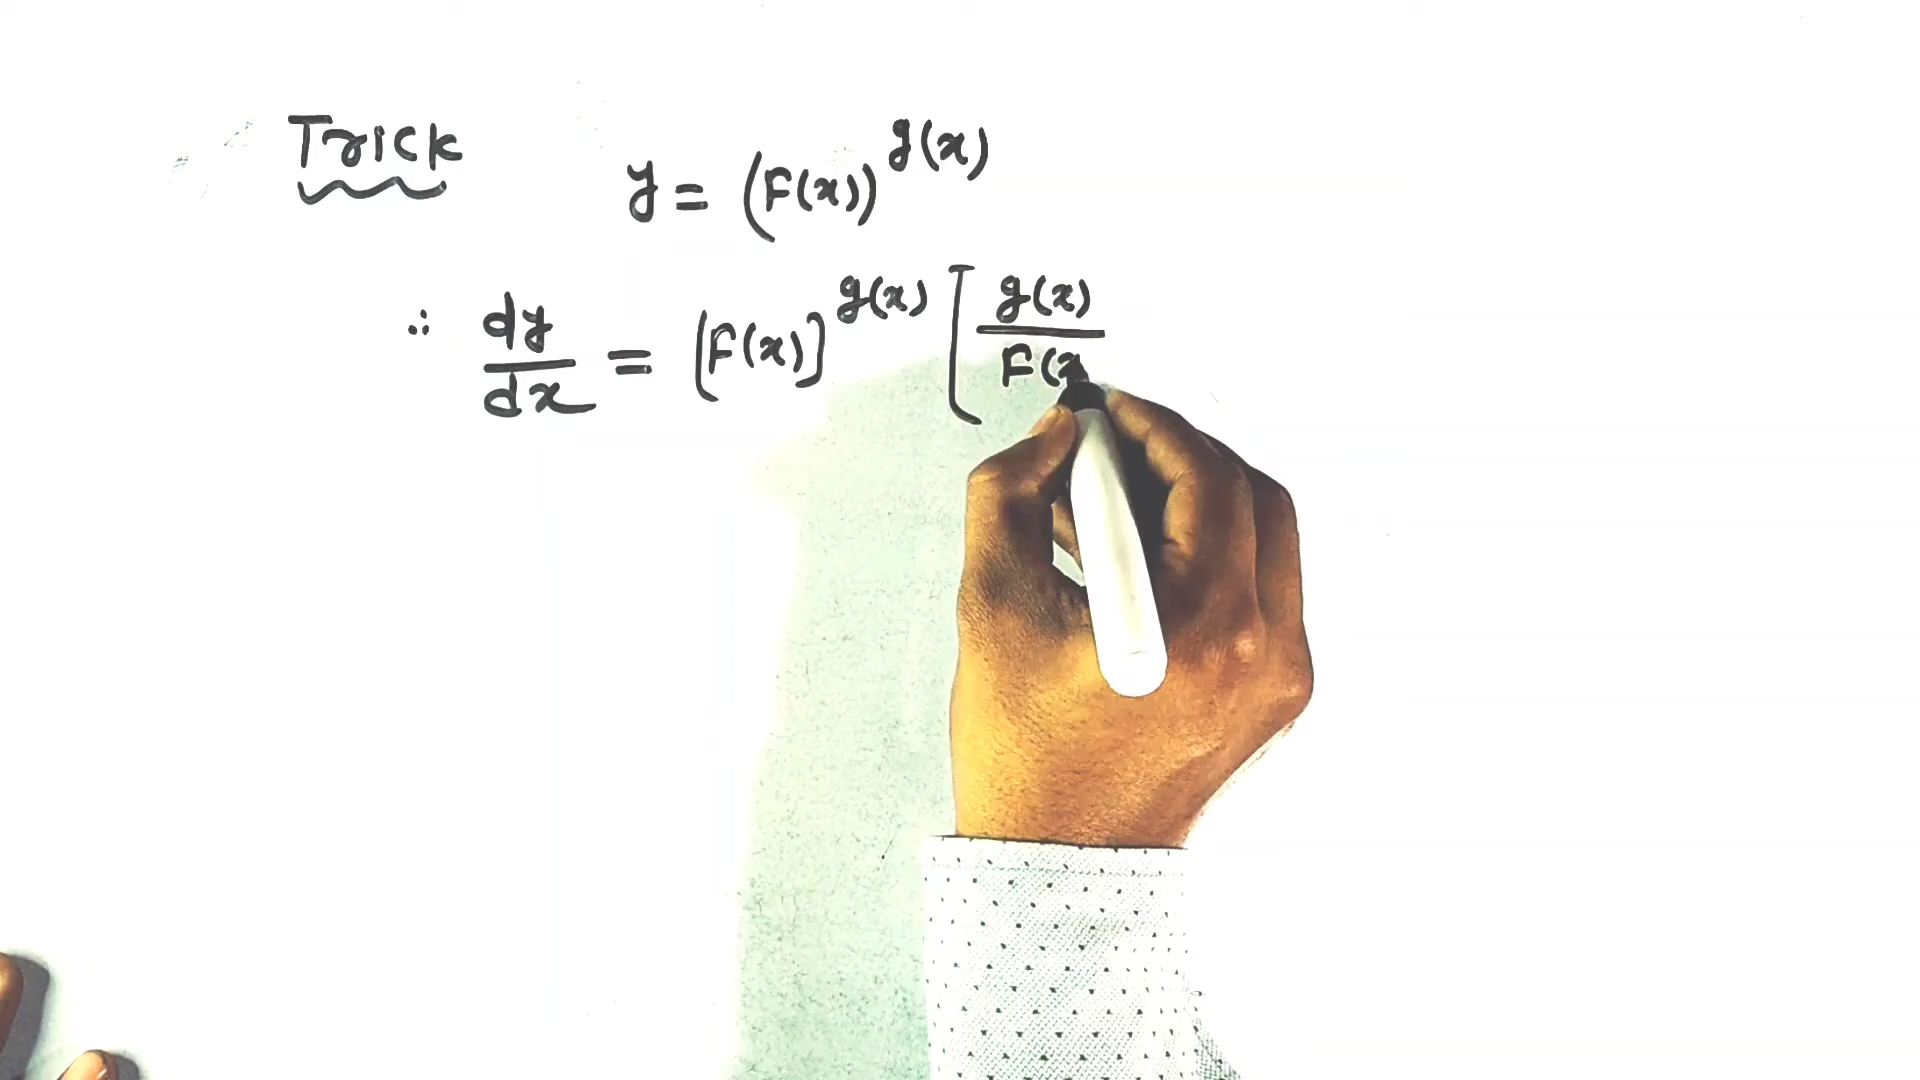 Trick y = (F(x))^g(x)
∴ dy/dx = [F(x)]^g(x) [ g(x)/F(x